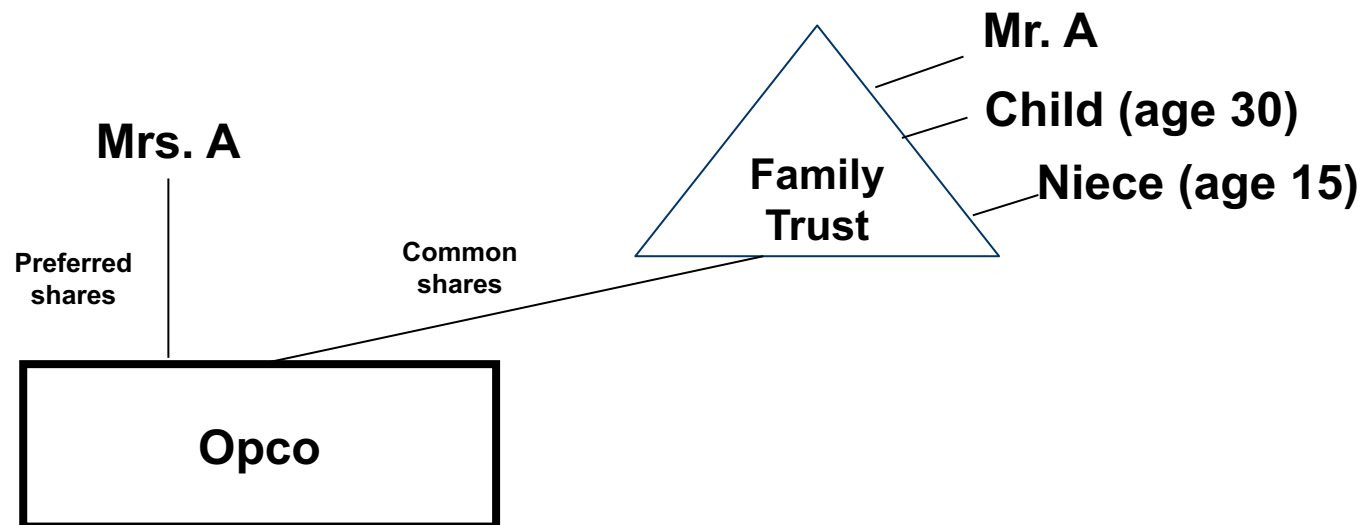 Mr. A
Child (age 30)
Mrs. A
Family
Trust
Niece (age 15)
Preferred
shares
Common
shares
Opco